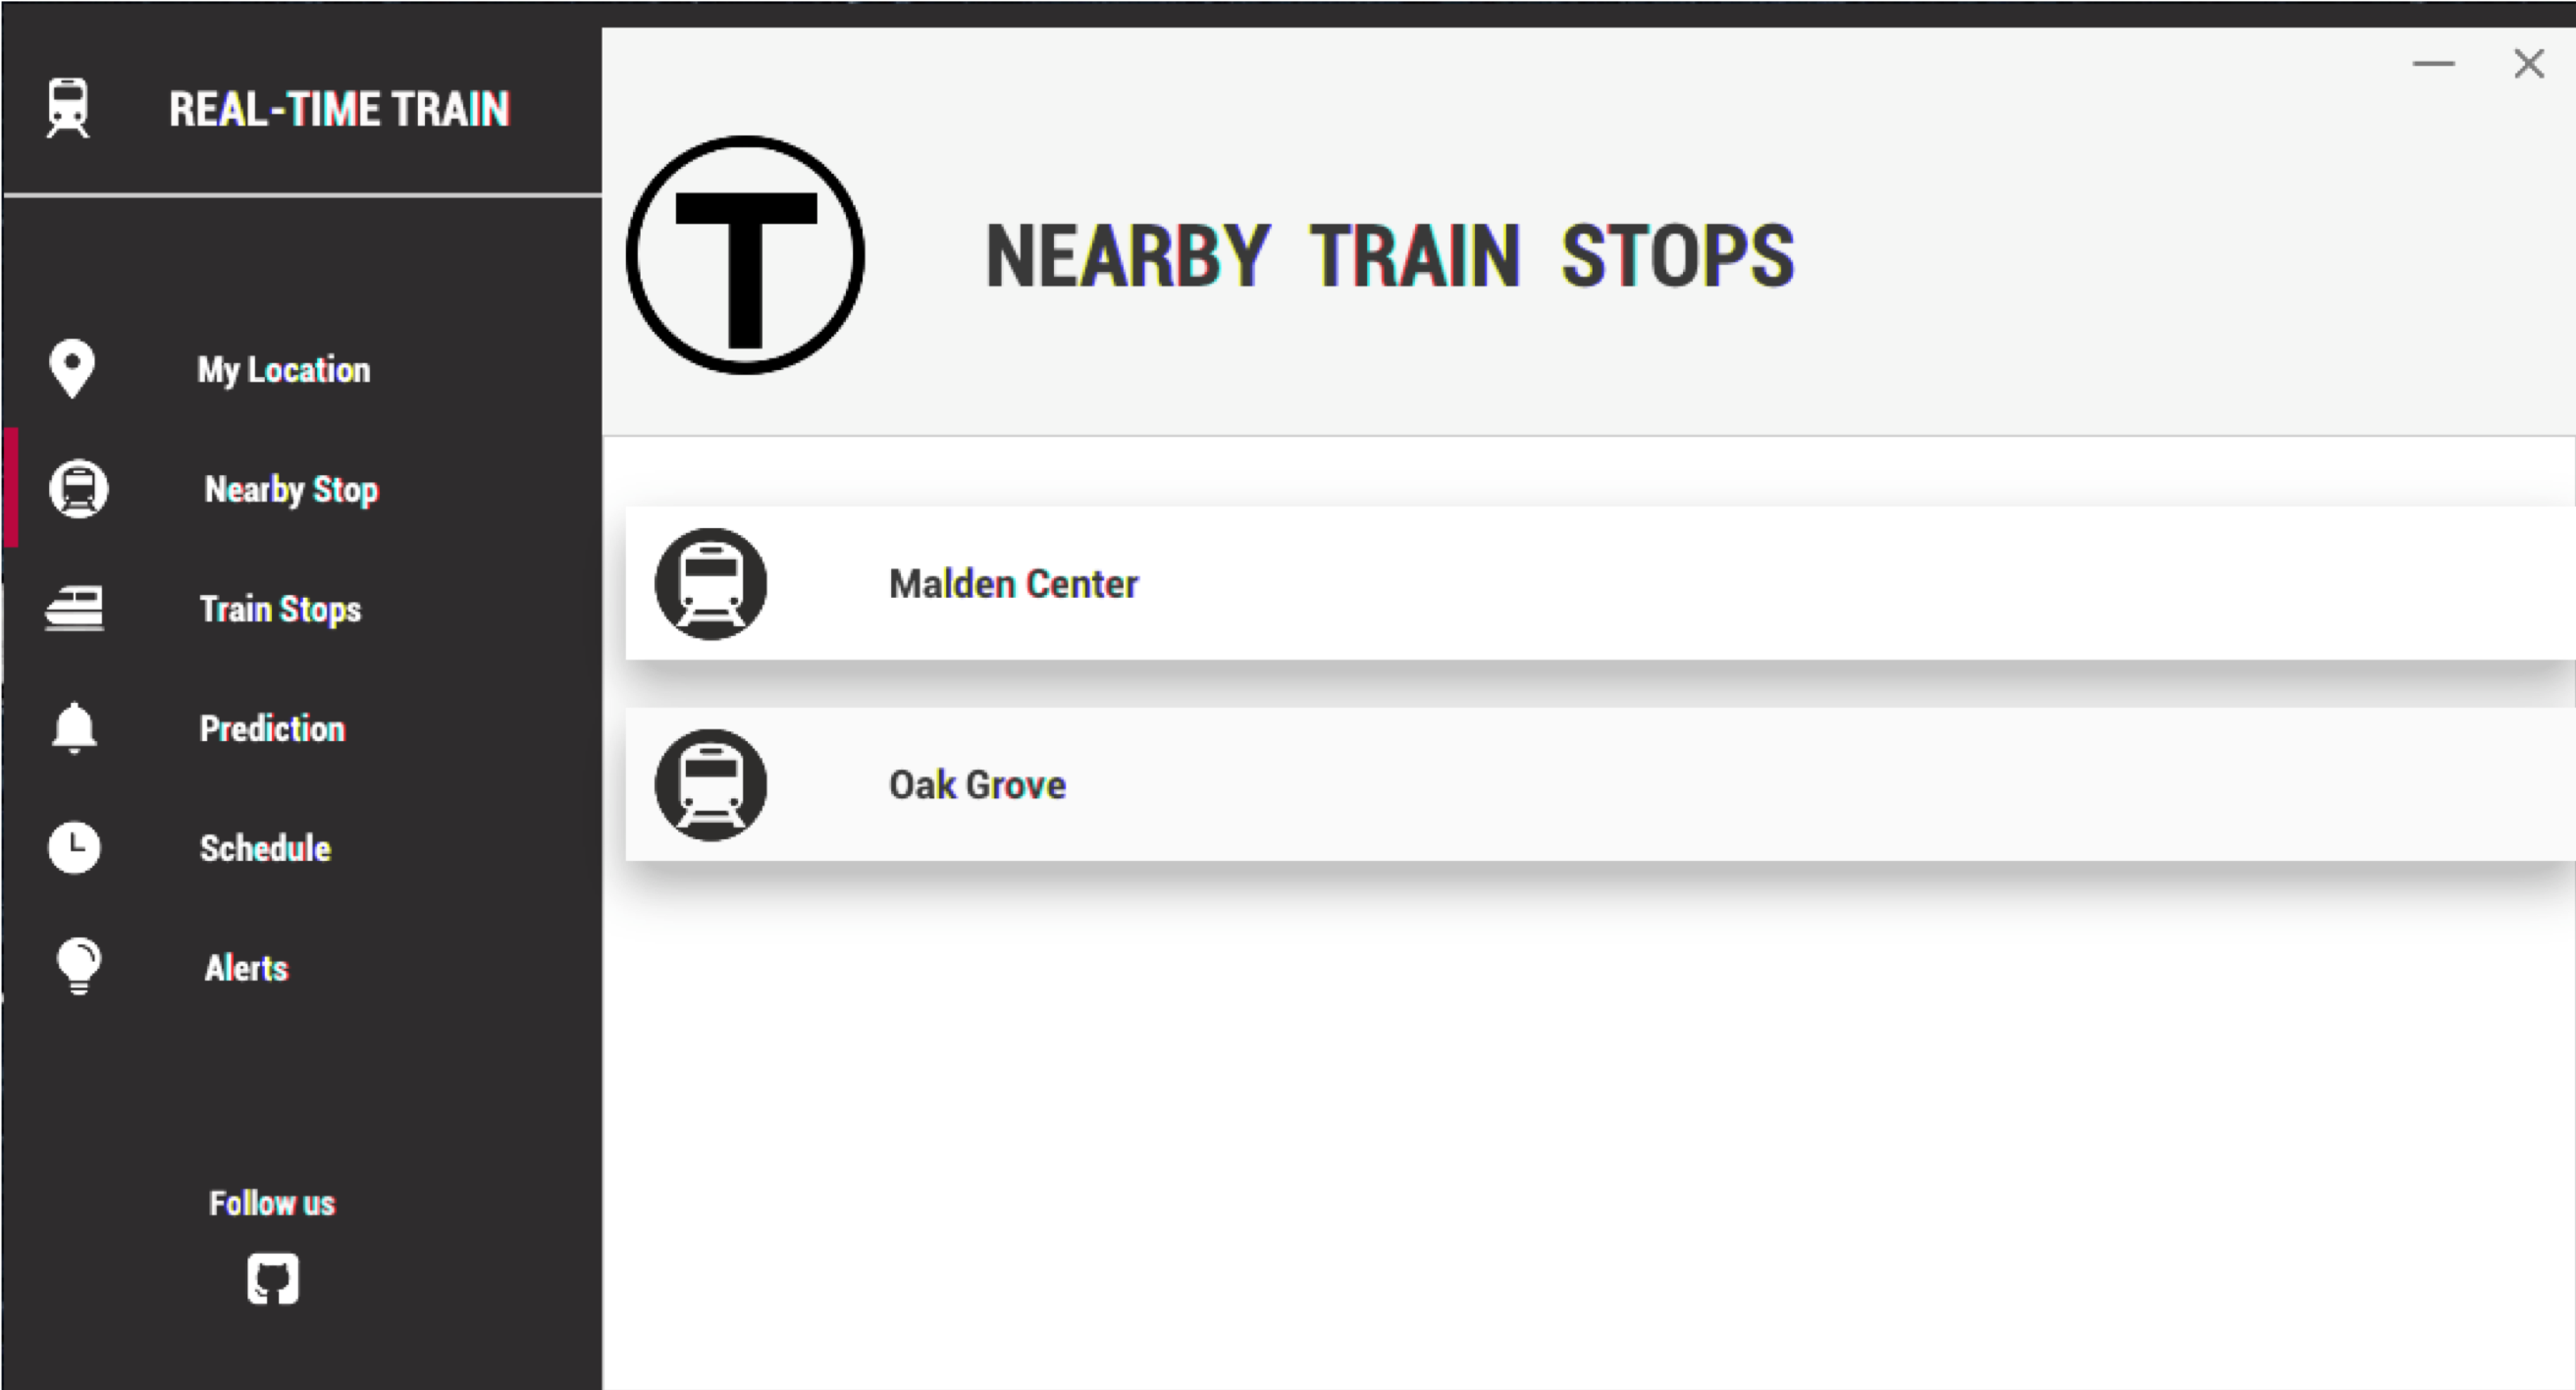 REAL-TIME TRAIN
My Location
Nearby Stop
Train Stops
Prediction
Schedule
Alerts
Follow us
T
NEARBY TRAIN STOPS
Malden Center
Oak Grove